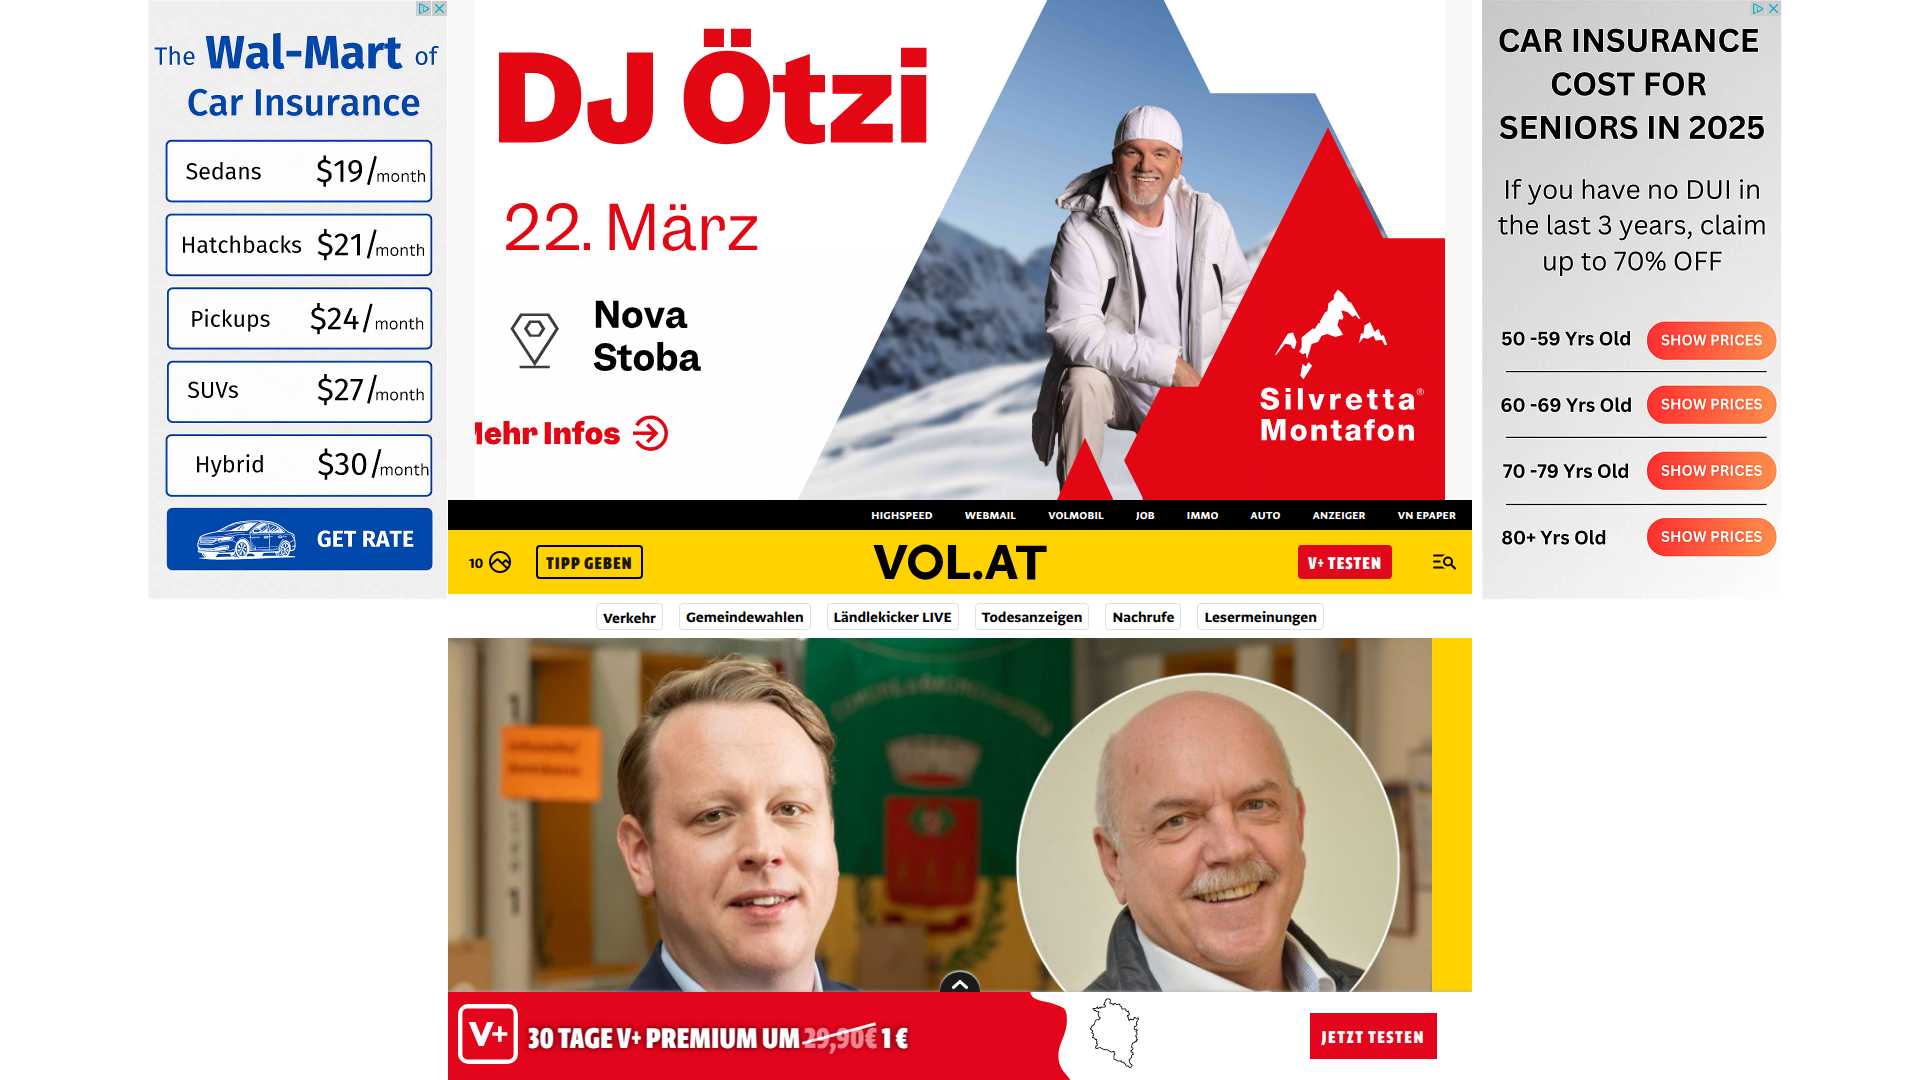 The Wal-Mart of
Car Insurance
Sedans $19/month
Hatchbacks $21/month
Pickups $24/month
SUVs $27/month
Hybrid $30/month
GET RATE
DJ Ötzi
22. März
Nova
Stoba
Mehr Infos
Silvretta®
Montafon
CAR INSURANCE
COST FOR
SENIORS IN 2025
If you have no DUI in
the last 3 years, claim
up to 70% OFF
50 -59 Yrs Old SHOW PRICES
60 -69 Yrs Old SHOW PRICES
70 -79 Yrs Old SHOW PRICES
80+ Yrs Old SHOW PRICES
HIGHSPEED WEBMAIL VOLMOBIL JOB IMMO AUTO ANZEIGER VN EPAPER
10 TIPP GEBEN VOL.AT V+ TESTEN
Verkehr Gemeindewahlen Ländlekicker LIVE Todesanzeigen Nachrufe Lesermeinungen
V+ 30 TAGE V+ PREMIUM UM 29,90€ 1 € JETZT TESTEN